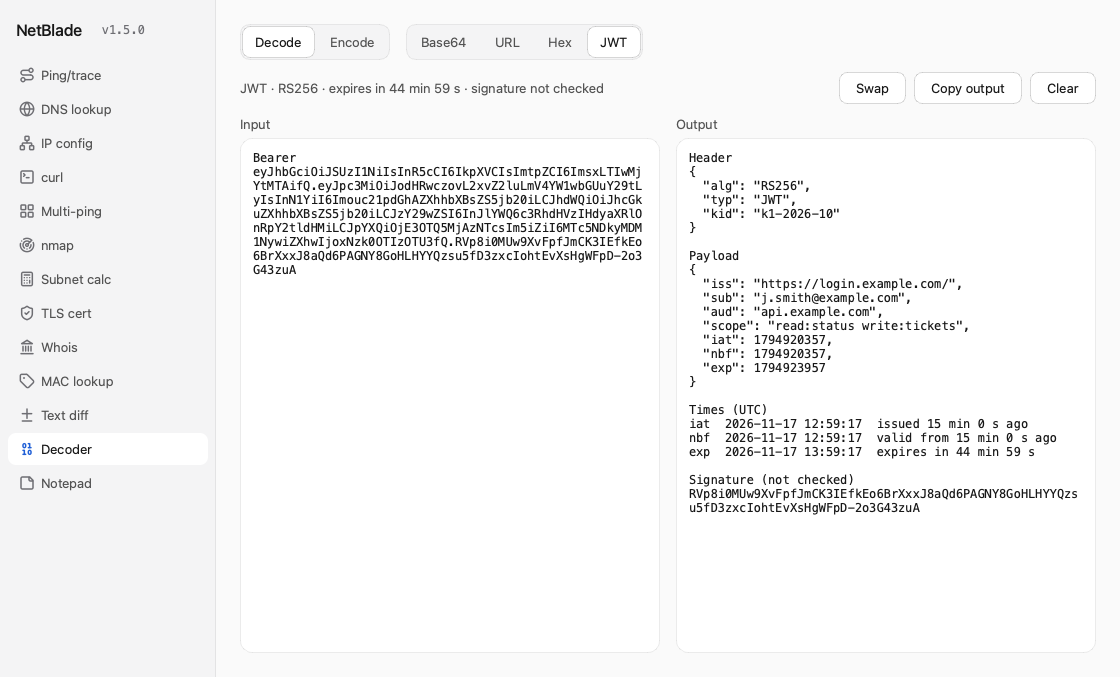 NetBlade v1.5.0
Ping/trace
DNS lookup
IP config
curl
Multi-ping
nmap
Subnet calc
TLS cert
Whois
MAC lookup
Text diff
Decoder
Notepad
Decode Encode Base64 URL Hex JWT
JWT · RS256 · expires in 44 min 59 s · signature not checked
Swap Copy output Clear
Input
Bearer
eyJhbGciOiJSUzI1NiIsInR5cCI6IkpXVCIsImtpZCI6ImsxLTIwMj
YtMTAifQ.eyJpc3MiOiJodHRwczovL2xvZ2luLmV4YW1wbGUuY29tL
yIsInN1YiI6Imouc21pdGhAZXhhbXBsZS5jb20iLCJhdWQiOiJhcGk
uZXhhbXBsZS5jb20iLCJzY29wZSI6InJlYWQ6c3RhdHVzIHdyaXRlO
nRpY2tldHMiLCJpYXQiOjE3OTQ5MjAzNTcsIm5iZiI6MTc5NDkyMDM
1NywiZXhwIjoxNzk0OTIzOTU3fQ.RVp8i0MUw9XvFpfJmCK3IEfkEo
6BrXxxJ8aQd6PAGNY8GoHLHYYQzsu5fD3zxcIohtEvXsHgWFpD-2o3
G43zuA
Output
Header
{
"alg": "RS256",
"typ": "JWT",
"kid": "k1-2026-10"
}
Payload
{
"iss": "https://login.example.com/",
"sub": "j.smith@example.com",
"aud": "api.example.com",
"scope": "read:status write:tickets",
"iat": 1794920357,
"nbf": 1794920357,
"exp": 1794923957
}
Times (UTC)
iat 2026-11-17 12:59:17 issued 15 min 0 s ago
nbf 2026-11-17 12:59:17 valid from 15 min 0 s ago
exp 2026-11-17 13:59:17 expires in 44 min 59 s
Signature (not checked)
RVp8i0MUw9XvFpfJmCK3IEfkEo6BrXxxJ8aQd6PAGNY8GoHLHYYQzs
u5fD3zxcIohtEvXsHgWFpD-2o3G43zuA